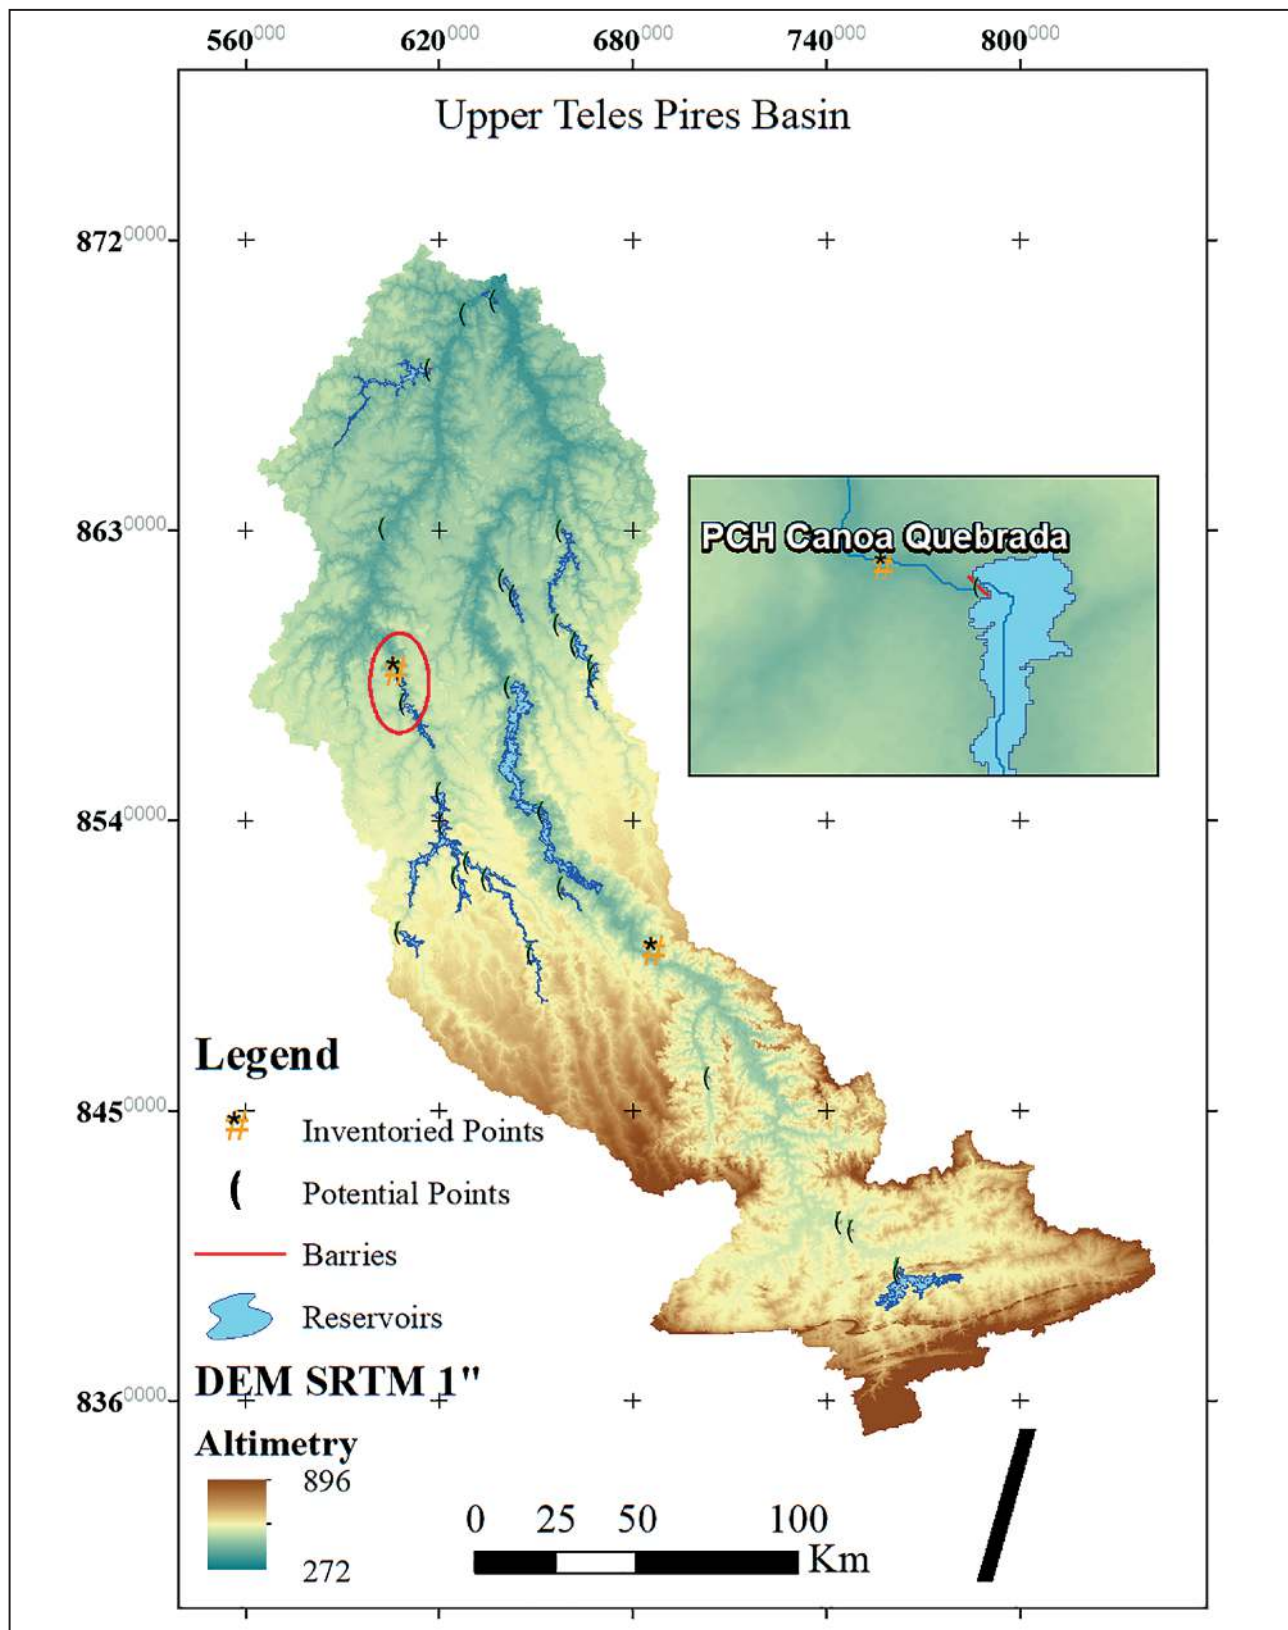 560000 620000 680000 740000 800000
Upper Teles Pires Basin
8720000
8630000
PCH Canoa Quebrada
8540000
Legend
8450000
Inventoried Points
Potential Points
Barries
Reservoirs
DEM SRTM 1"
8360000
Altimetry
896
272
0 25 50 100
Km